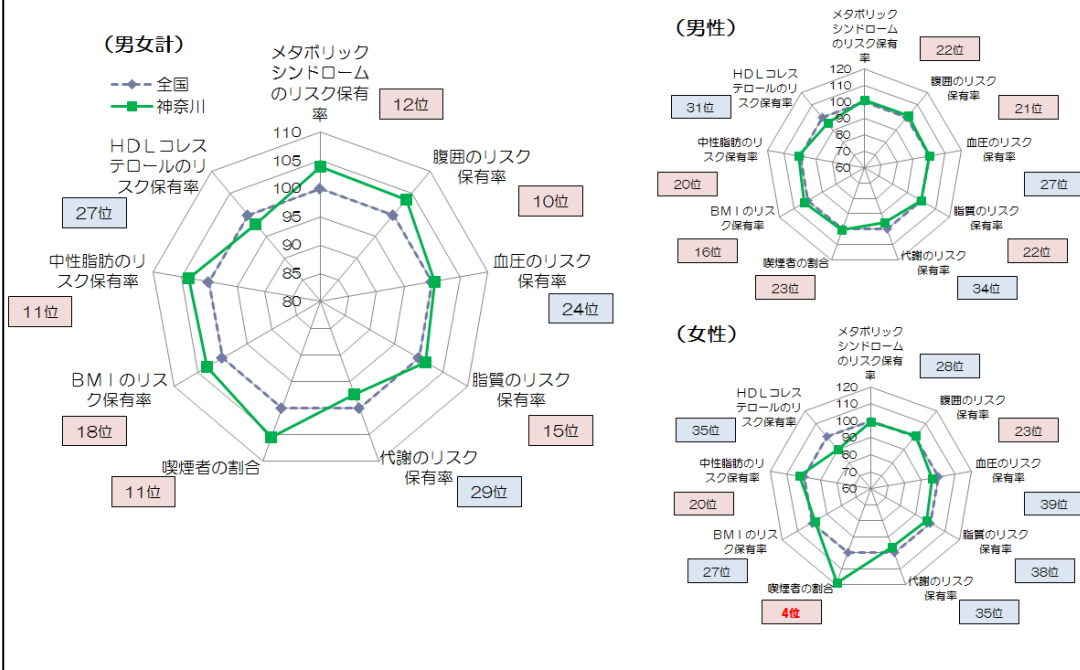 （男女計）
全国
神奈川
メタボリック
シンドローム
のリスク保有
率
12位
腹囲のリスク
保有率
10位
血圧のリスク
保有率
24位
脂質のリスク
保有率
15位
代謝のリスク
保有率
29位
喫煙者の割合
11位
ＢＭＩのリス
ク保有率
18位
中性脂肪のリ
スク保有率
11位
ＨＤＬコレス
テロールのリ
スク保有率
27位
110
105
100
95
90
85
80
（男性）
メタボリック
シンドローム
のリスク保有
率
22位
腹囲のリスク
保有率
21位
血圧のリスク
保有率
27位
脂質のリスク
保有率
22位
代謝のリスク
保有率
34位
喫煙者の割合
23位
ＢＭＩのリス
ク保有率
16位
中性脂肪のリ
スク保有率
20位
ＨＤＬコレス
テロールのリ
スク保有率
31位
120
110
100
90
80
70
60
（女性）
メタボリック
シンドローム
のリスク保有
率
28位
腹囲のリスク
保有率
23位
血圧のリスク
保有率
39位
脂質のリスク
保有率
38位
代謝のリスク
保有率
35位
喫煙者の割合
4位
ＢＭＩのリス
ク保有率
27位
中性脂肪のリ
スク保有率
20位
ＨＤＬコレス
テロールのリ
スク保有率
35位
120
110
100
90
80
70
60